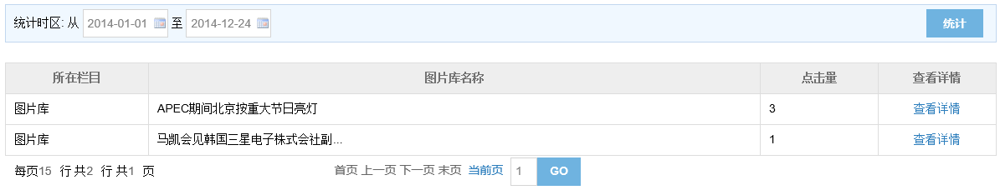 统计时区: 从 2014-01-01 至 2014-12-24 统计
所在栏目 图片库名称 点击量 查看详情
图片库 APEC期间北京按重大节日亮灯 3 查看详情
图片库 马凯会见韩国三星电子株式会社副... 1 查看详情
每页15 行 共2 行 共1 页 首页 上一页 下一页 末页 当前页 1 GO